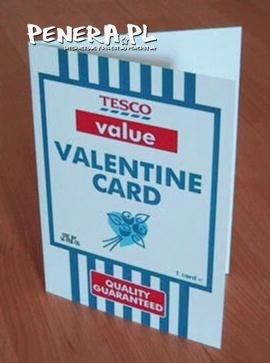 PENERA.PL
TESCO
value
VALENTINE
CARD
1 card e
QUALITY
GUARANTEED